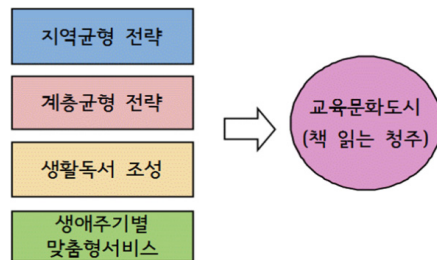 지역균형 전략
계층균형 전략
생활독서 조성
생애주기별
맞춤형서비스
교육문화도시
(책 읽는 청주)